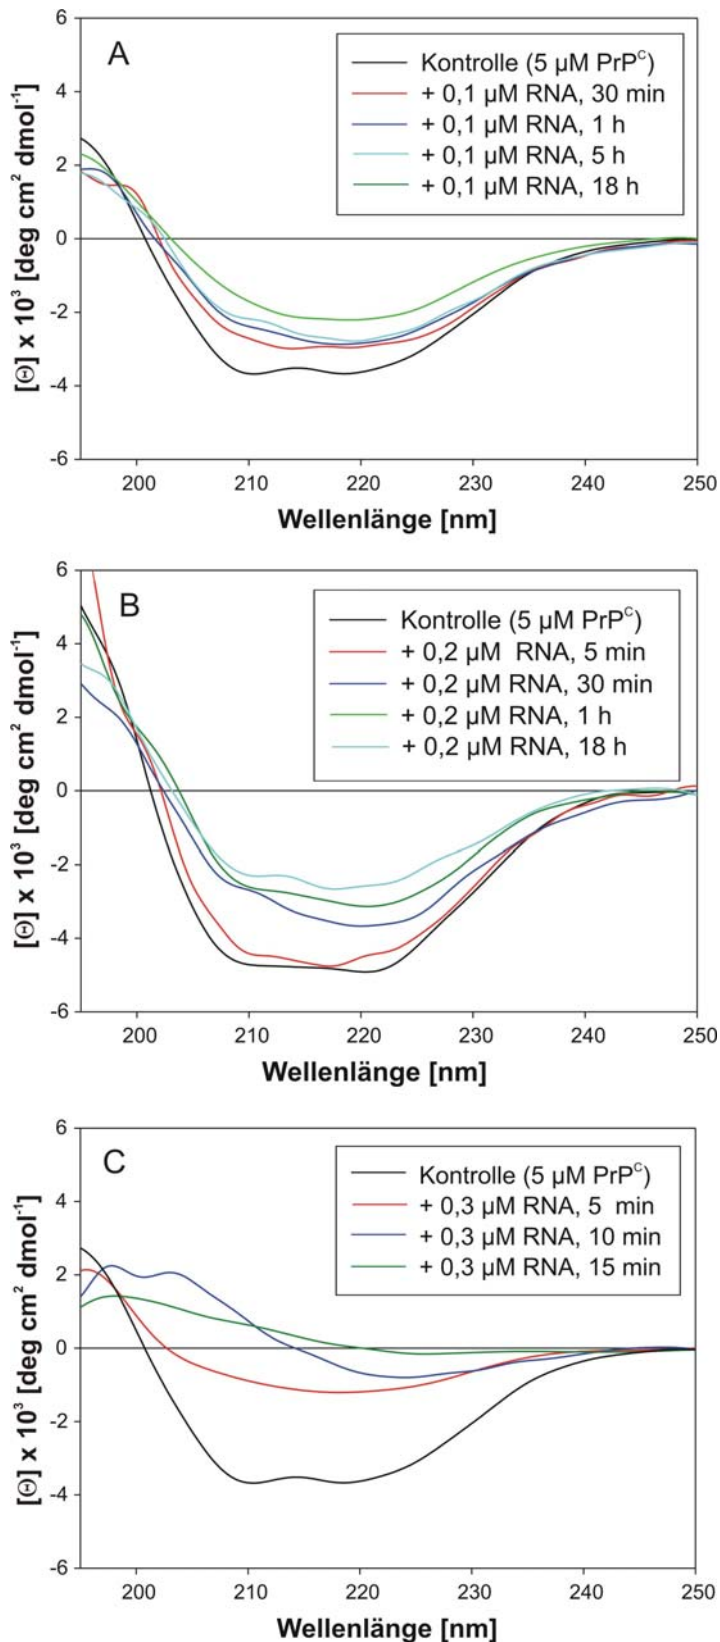 A
Kontrolle (5 µM PrPᶜ)
+ 0,1 µM RNA, 30 min
+ 0,1 µM RNA, 1 h
+ 0,1 µM RNA, 5 h
+ 0,1 µM RNA, 18 h
6
4
2
0
-2
-4
-6
[Θ] x 10³ [deg cm² dmol⁻¹]
200 210 220 230 240 250
Wellenlänge [nm]
B
Kontrolle (5 µM PrPᶜ)
+ 0,2 µM RNA, 5 min
+ 0,2 µM RNA, 30 min
+ 0,2 µM RNA, 1 h
+ 0,2 µM RNA, 18 h
6
4
2
0
-2
-4
-6
[Θ] x 10³ [deg cm² dmol⁻¹]
200 210 220 230 240 250
Wellenlänge [nm]
C
Kontrolle (5 µM PrPᶜ)
+ 0,3 µM RNA, 5 min
+ 0,3 µM RNA, 10 min
+ 0,3 µM RNA, 15 min
6
4
2
0
-2
-4
-6
[Θ] x 10³ [deg cm² dmol⁻¹]
200 210 220 230 240 250
Wellenlänge [nm]